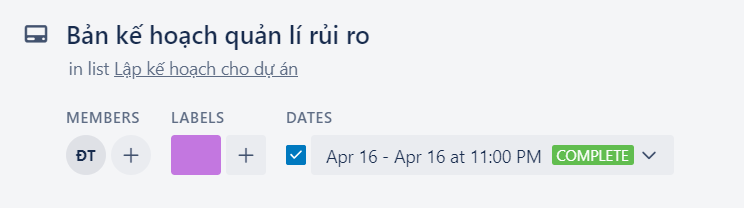 Bản kế hoạch quản lí rủi ro
in list Lập kế hoạch cho dự án
MEMBERS LABELS DATES
ĐT + + Apr 16 - Apr 16 at 11:00 PM COMPLETE